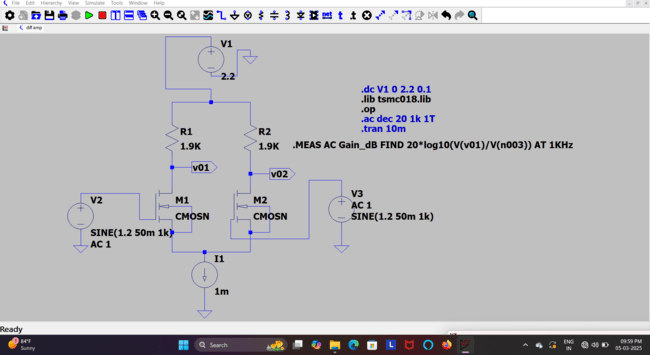 File Edit Hierarchy View Simulate Tools Window Help
diff amp
V1
2.2
.dc V1 0 2.2 0.1
.lib tsmc018.lib
.op
.ac dec 20 1k 1T
.tran 10m
.MEAS AC Gain_dB FIND 20*log10(V(v01)/V(n003)) AT 1KHz
R1
1.9K
R2
1.9K
v01
v02
V2
SINE(1.2 50m 1k)
AC 1
M1
CMOSN
M2
CMOSN
V3
AC 1
SINE(1.2 50m 1k)
I1
1m
Ready
84°F
Sunny
Search
ENG
IN
09:59 PM
05-03-2025